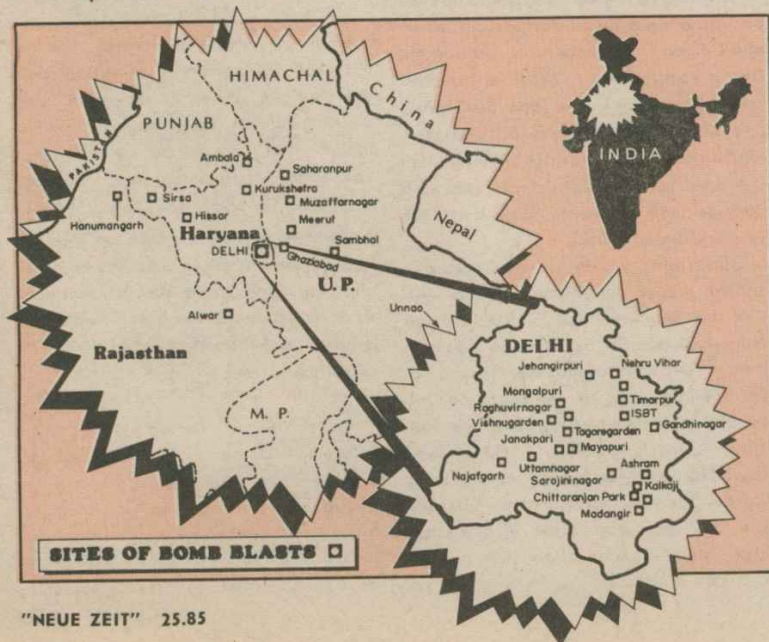 HIMACHAL
China
PUNJAB
PAKISTAN
Ambala
Saharanpur
Kurukshetra
Sirsa
Muzaffarnagar
Hanumangarh
Hissar
Meerut
Haryana
DELHI
Sambhal
Ghaziabad
Nepal
U.P.
Unnao
Alwar
Rajasthan
M. P.
INDIA
DELHI
Jehangirpuri
Nehru Vihar
Mongolpuri
Timarpur
Raghuvirnagar
ISBT
Vishnugarden
Gandhinagar
Tagoregarden
Janakpari
Mayapuri
Najafgarh
Uttamnagar
Ashram
Sarojininagar
Kalkaji
Chittaranjan Park
Madangir
SITES OF BOMB BLASTS
"NEUE ZEIT" 25.85